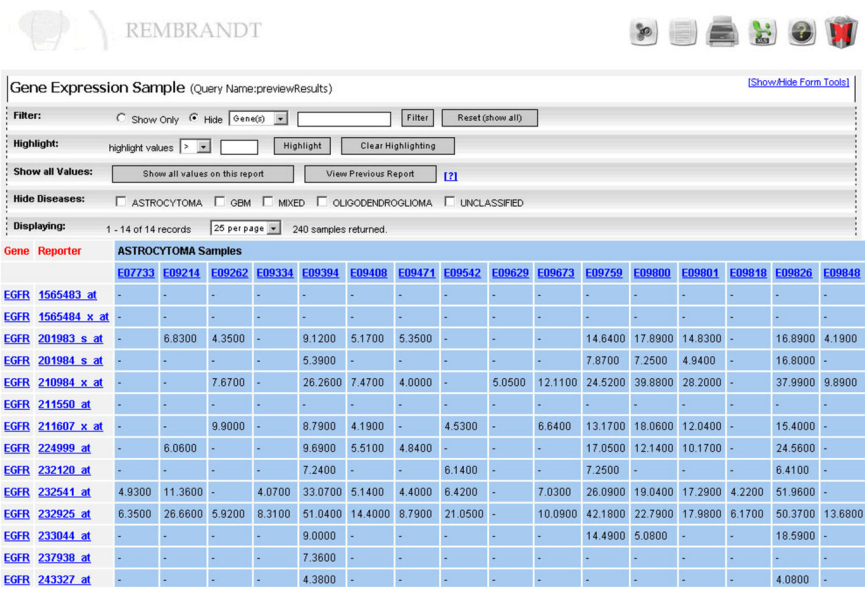 REMBRANDT
XLS
Gene Expression Sample (Query Name:previewResults) [Show/Hide Form Tools]
Filter: Show Only Hide Gene(s) Filter Reset (show all)
Highlight: highlight values > Highlight Clear Highlighting
Show all Values: Show all values on this report View Previous Report [?]
Hide Diseases: ASTROCYTOMA GBM MIXED OLIGODENDROGLIOMA UNCLASSIFIED
Displaying: 1 - 14 of 14 records 25 per page 240 samples returned.
Gene Reporter ASTROCYTOMA Samples
E07733 E09214 E09262 E09334 E09394 E09408 E09471 E09542 E09629 E09673 E09759 E09800 E09801 E09818 E09826 E09848
EGFR 1565483_at - - - - - - - - - - - - - - - -
EGFR 1565484_x_at - - - - - - - - - - - - - - - -
EGFR 201983_s_at - 6.8300 4.3500 - 9.1200 5.1700 5.3500 - - - 14.6400 17.8900 14.8300 - 16.8900 4.1900
EGFR 201984_s_at - - - - 5.3900 - - - - - 7.8700 7.2500 4.9400 - 16.8000 -
EGFR 210984_x_at - - 7.6700 - 26.2600 7.4700 4.0000 - 5.0500 12.1100 24.5200 39.8800 28.2000 - 37.9900 9.8900
EGFR 211550_at - - - - - - - - - - - - - - - -
EGFR 211607_x_at - - 9.9000 - 8.7900 4.1900 - 4.5300 - 6.6400 13.1700 18.0600 12.0400 - 15.4000 -
EGFR 224999_at - 6.0600 - - 9.6900 5.5100 4.8400 - - - 17.0500 12.1400 10.1700 - 24.5600 -
EGFR 232120_at - - - - 7.2400 - - 6.1400 - - 7.2500 - - - 6.4100 -
EGFR 232541_at 4.9300 11.3600 - 4.0700 33.0700 5.1400 4.4000 6.4200 - 7.0300 26.0900 19.0400 17.2900 4.2200 51.9600 -
EGFR 232925_at 6.3500 26.6600 5.9200 8.3100 51.0400 14.4000 8.7900 21.0500 - 10.0900 42.1800 22.7900 17.9800 6.1700 50.3700 13.6800
EGFR 233044_at - - - - 9.0000 - - - - - 14.4900 5.0800 - - 18.5900 -
EGFR 237938_at - - - - 7.3600 - - - - - - - - - - -
EGFR 243327_at - - - - 4.3800 - - - - - - - - - 4.0800 -